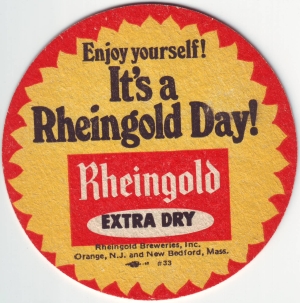 Enjoy yourself!
It's a
Rheingold Day!
Rheingold
EXTRA DRY
Rheingold Breweries, Inc.
Orange, N.J. and New Bedford, Mass.
#33